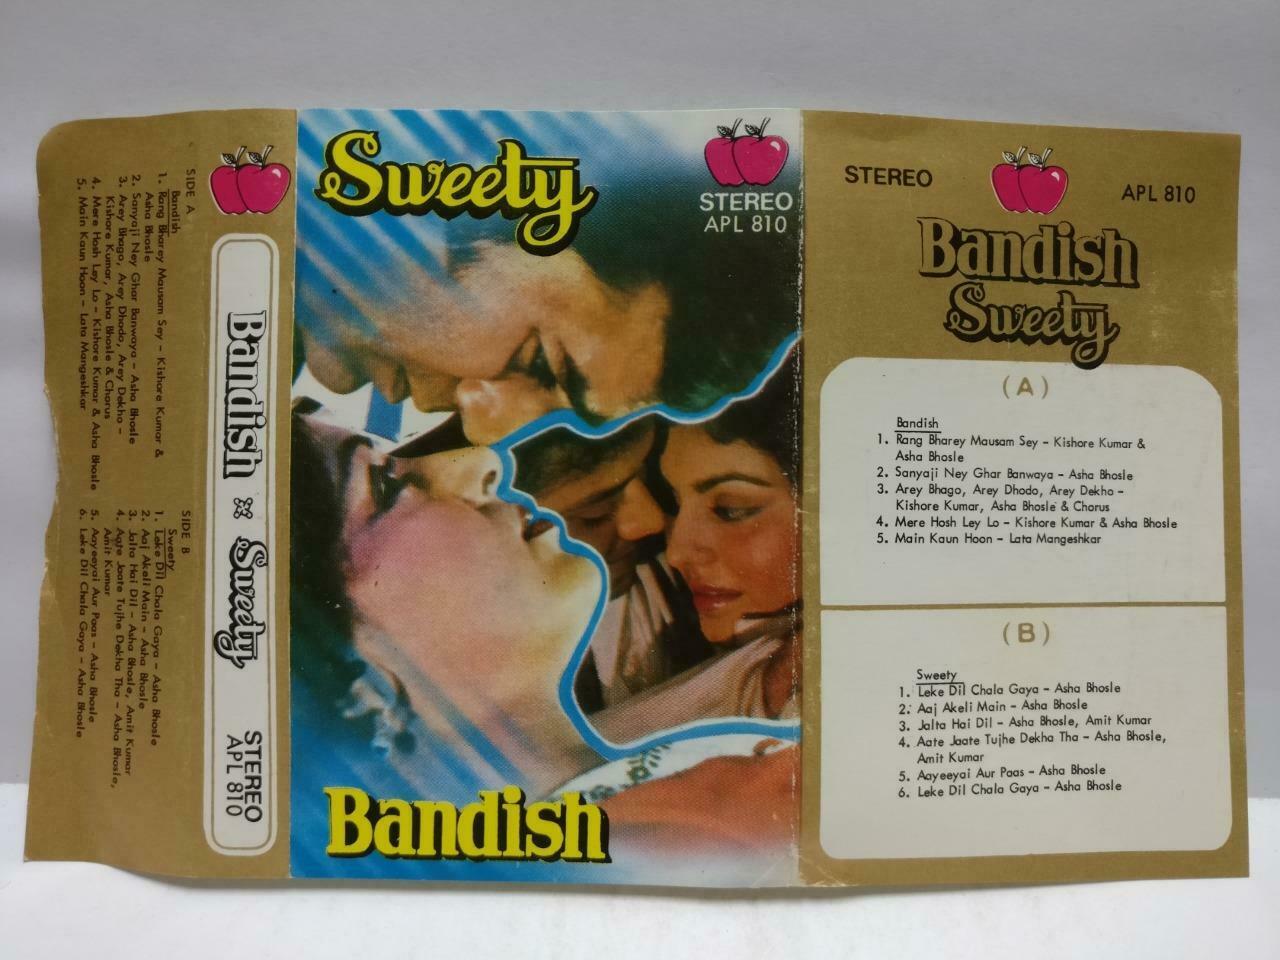 SIDE A
Bandish
1. Rang Bharey Mausam Sey - Kishore Kumar &
Asha Bhosle
2. Sanyaji Ney Ghar Banwaya - Asha Bhosle
3. Arey Bhago, Arey Dhodo, Arey Dekho -
Kishore Kumar, Asha Bhosle & Chorus
4. Mere Hosh Ley Lo - Kishore Kumar & Asha Bhosle
5. Main Kaun Hoon - Lata Mangeshkar
SIDE B
Sweety
1. Leke Dil Chala Gaya - Asha Bhosle
2. Aaj Akeli Main - Asha Bhosle
3. Jalta Hai Dil - Asha Bhosle, Amit Kumar
4. Aate Jaate Tujhe Dekha Tha - Asha Bhosle,
Amit Kumar
5. Aayeeyai Aur Paas - Asha Bhosle
6. Leke Dil Chala Gaya - Asha Bhosle
Bandish * Sweety
STEREO
APL 810
Sweety
STEREO
APL 810
Bandish
STEREO
APL 810
Bandish
Sweety
(A)
Bandish
1. Rang Bharey Mausam Sey - Kishore Kumar &
Asha Bhosle
2. Sanyaji Ney Ghar Banwaya - Asha Bhosle
3. Arey Bhago, Arey Dhodo, Arey Dekho -
Kishore Kumar, Asha Bhosle & Chorus
4. Mere Hosh Ley Lo - Kishore Kumar & Asha Bhosle
5. Main Kaun Hoon - Lata Mangeshkar
(B)
Sweety
1. Leke Dil Chala Gaya - Asha Bhosle
2. Aaj Akeli Main - Asha Bhosle
3. Jalta Hai Dil - Asha Bhosle, Amit Kumar
4. Aate Jaate Tujhe Dekha Tha - Asha Bhosle,
Amit Kumar
5. Aayeeyai Aur Paas - Asha Bhosle
6. Leke Dil Chala Gaya - Asha Bhosle